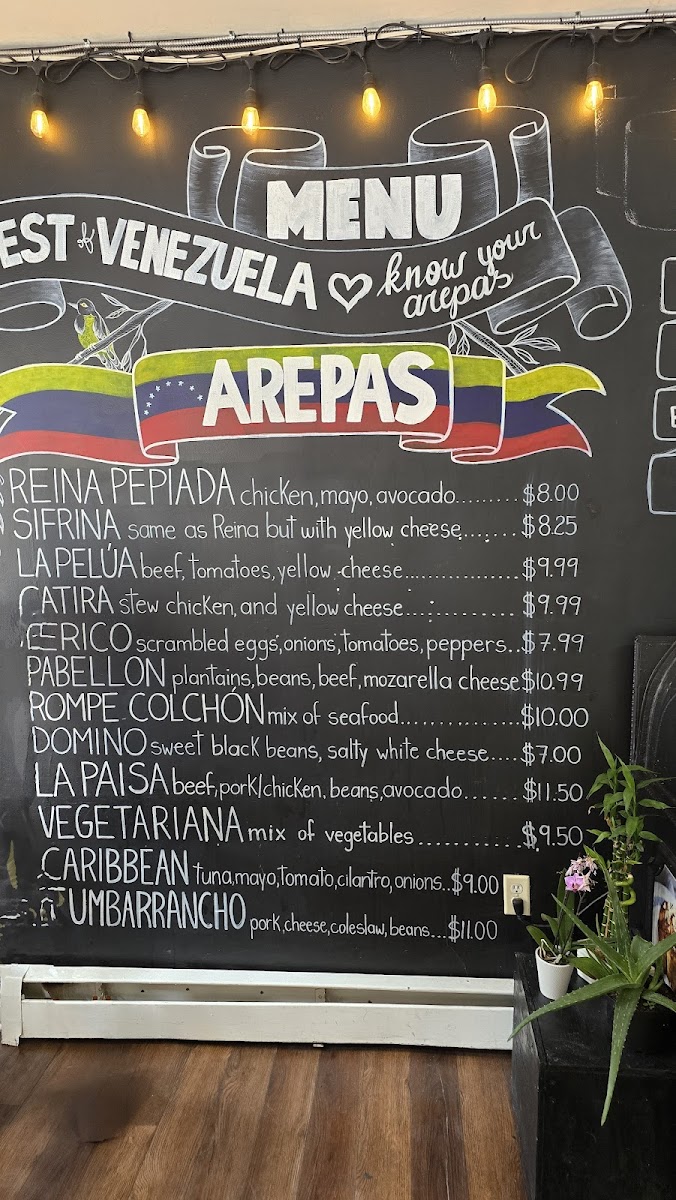 MENU
EST of VENEZUELA know your arepas
AREPAS
REINA PEPIADA chicken, mayo, avocado......... $8.00
SIFRINA same as Reina but with yellow cheese....... $8.25
LA PELÚA beef, tomatoes, yellow cheese................ $9.99
CATIRA stew chicken, and yellow cheese............... $9.99
ERICO scrambled eggs, onions, tomatoes, peppers.. $7.99
PABELLON plantains, beans, beef, mozarella cheese $10.99
ROMPE COLCHÓN mix of seafood................ $10.00
DOMINO sweet black beans, salty white cheese.... $7.00
LA PAISA beef, pork/chicken, beans, avocado...... $11.50
VEGETARIANA mix of vegetables........... $9.50
CARIBBEAN tuna, mayo, tomato, cilantro, onions.. $9.00
TUMBARRANCHO pork, cheese, coleslaw, beans... $11.00